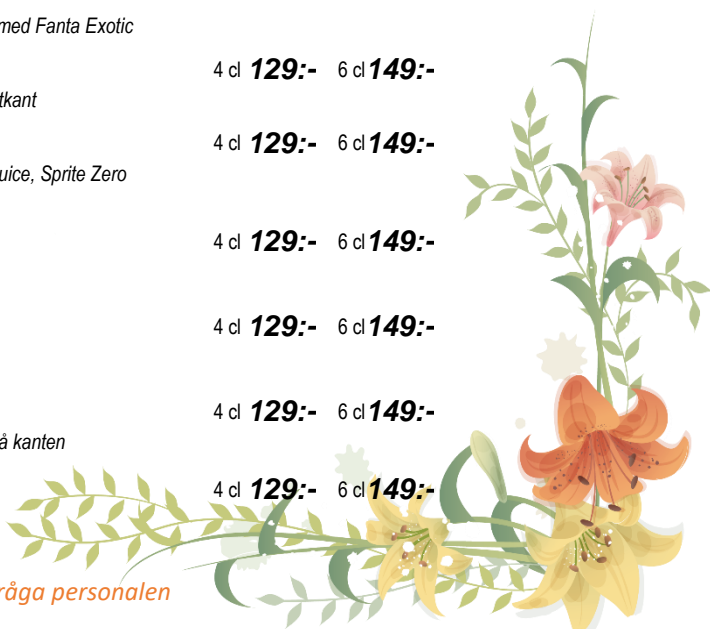 med Fanta Exotic
4 cl 129:- 6 cl 149:-
tkant
4 cl 129:- 6 cl 149:-
uice, Sprite Zero
4 cl 129:- 6 cl 149:-
4 cl 129:- 6 cl 149:-
4 cl 129:- 6 cl 149:-
å kanten
4 cl 129:- 6 cl 149:-
råga personalen